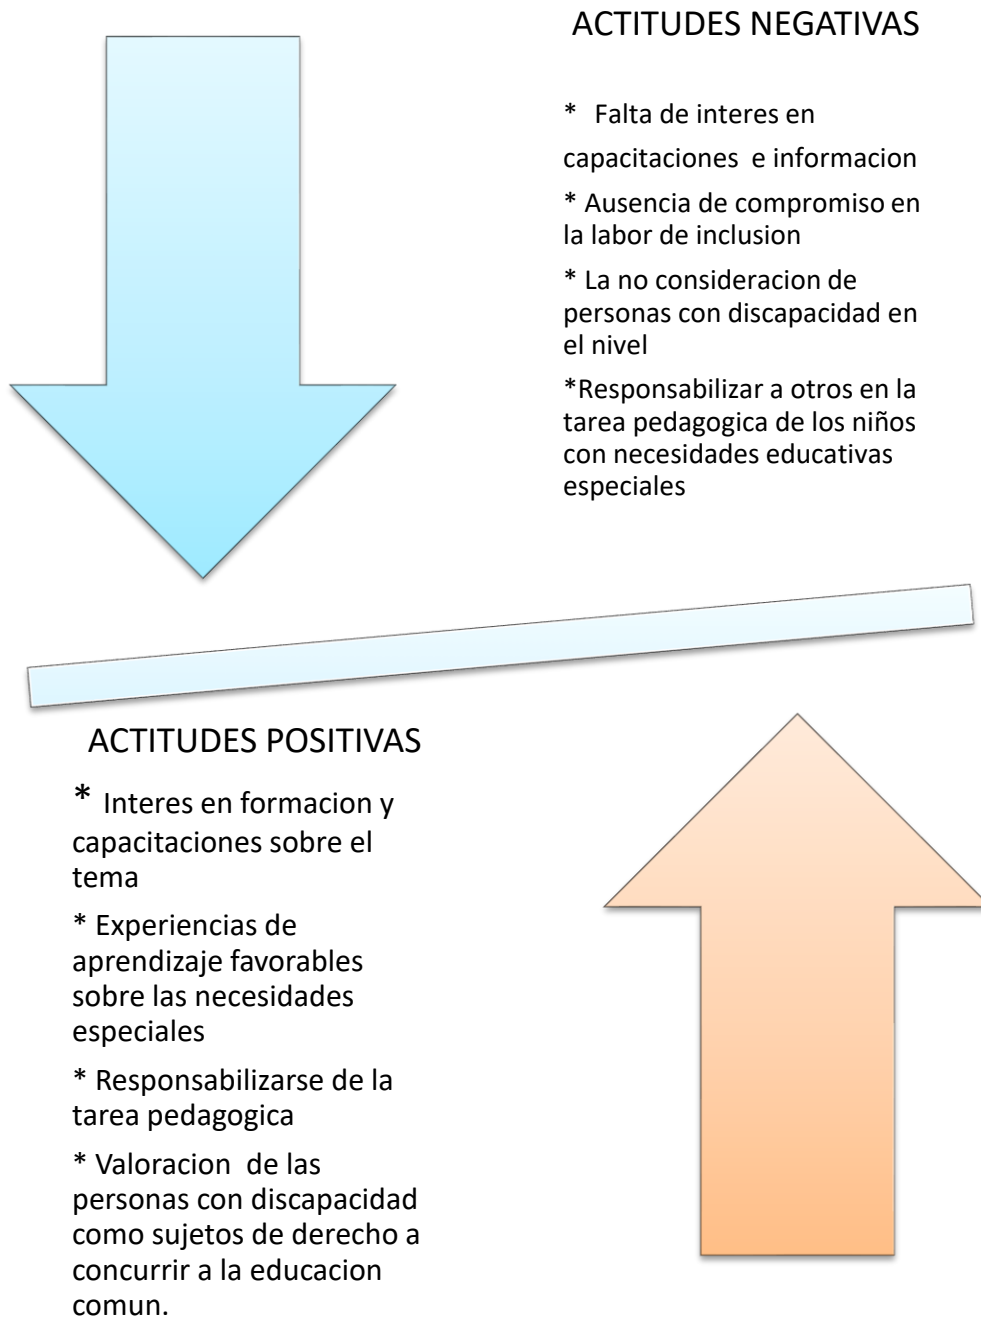 ACTITUDES NEGATIVAS
* Falta de interes en
capacitaciones e informacion
* Ausencia de compromiso en
la labor de inclusion
* La no consideracion de
personas con discapacidad en
el nivel
*Responsabilizar a otros en la
tarea pedagogica de los niños
con necesidades educativas
especiales
ACTITUDES POSITIVAS
* Interes en formacion y
capacitaciones sobre el
tema
* Experiencias de
aprendizaje favorables
sobre las necesidades
especiales
* Responsabilizarse de la
tarea pedagogica
* Valoracion de las
personas con discapacidad
como sujetos de derecho a
concurrir a la educacion
comun.